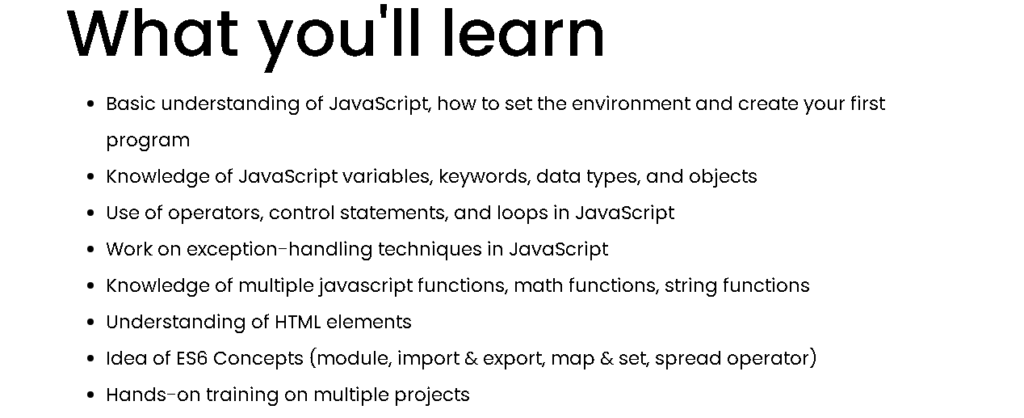 What you'll learn
• Basic understanding of JavaScript, how to set the environment and create your first
program
• Knowledge of JavaScript variables, keywords, data types, and objects
• Use of operators, control statements, and loops in JavaScript
• Work on exception-handling techniques in JavaScript
• Knowledge of multiple javascript functions, math functions, string functions
• Understanding of HTML elements
• Idea of ES6 Concepts (module, import & export, map & set, spread operator)
• Hands-on training on multiple projects